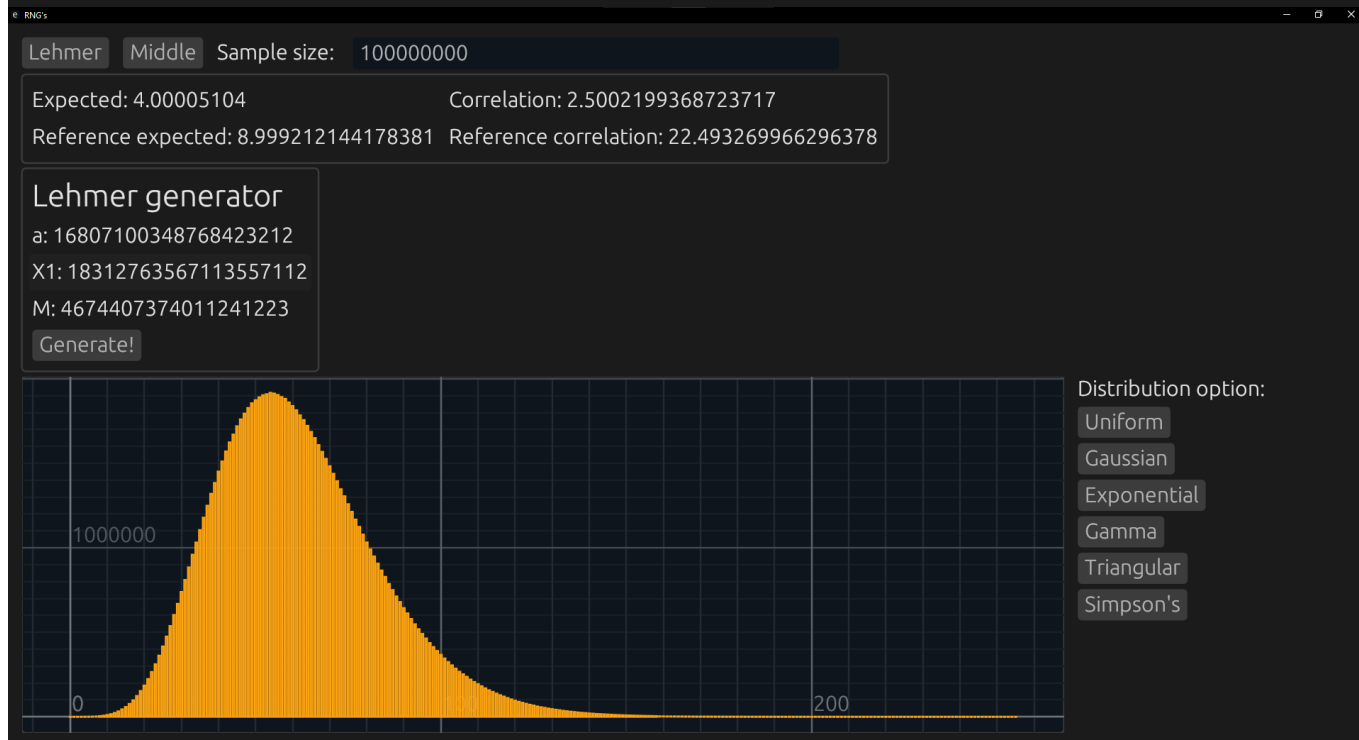 RNG's
Lehmer Middle Sample size: 100000000
Expected: 4.00005104 Correlation: 2.5002199368723717
Reference expected: 8.999212144178381 Reference correlation: 22.493269966296378
Lehmer generator
a: 16807100348768423212
X1: 18312763567113557112
M: 4674407374011241223
Generate!
Distribution option:
Uniform
Gaussian
Exponential
Gamma
Triangular
Simpson's
1000000
0 100 200